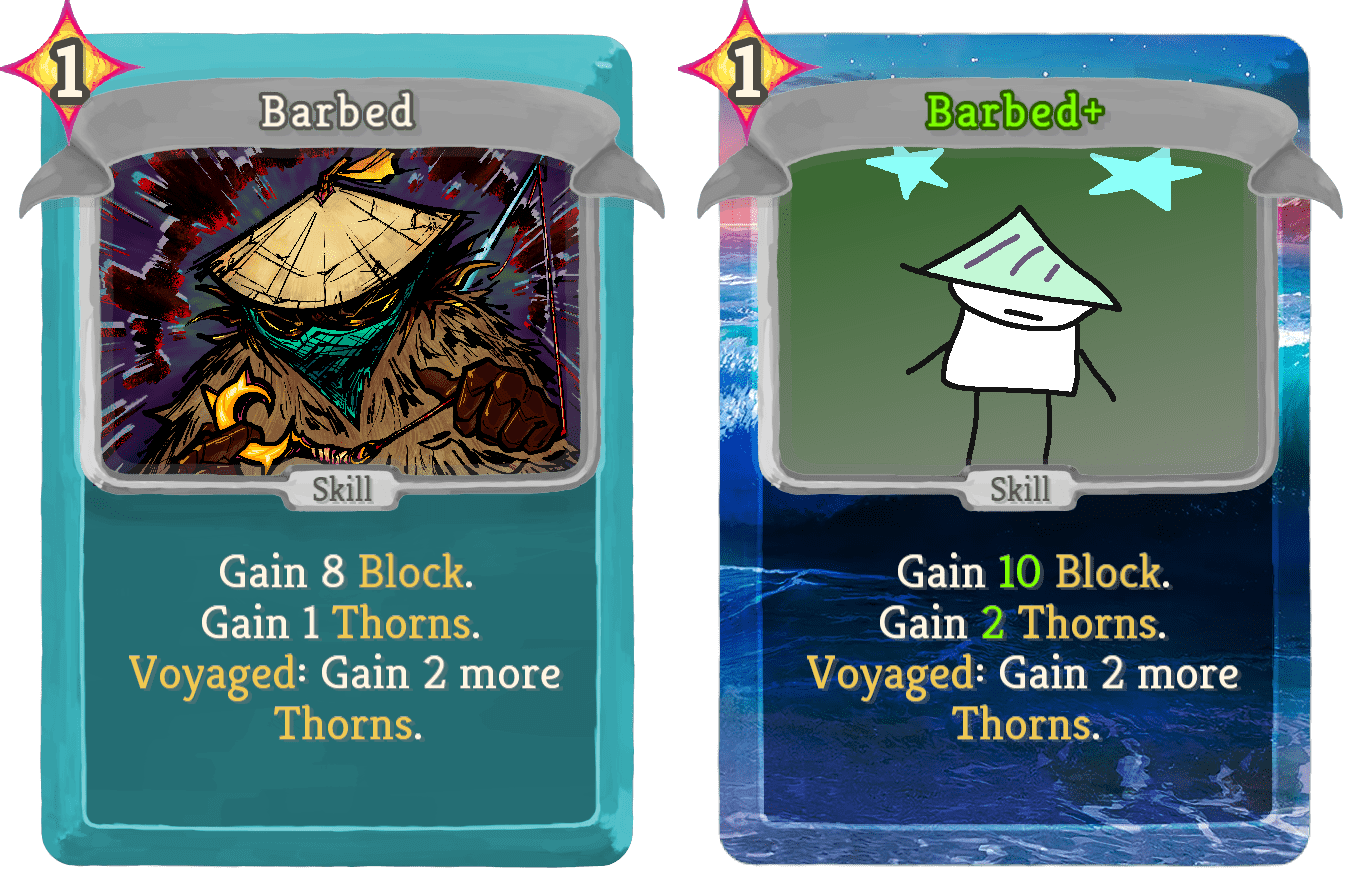 1
Barbed
Skill
Gain 8 Block.
Gain 1 Thorns.
Voyaged: Gain 2 more
Thorns.
1
Barbed+
Skill
Gain 10 Block.
Gain 2 Thorns.
Voyaged: Gain 2 more
Thorns.